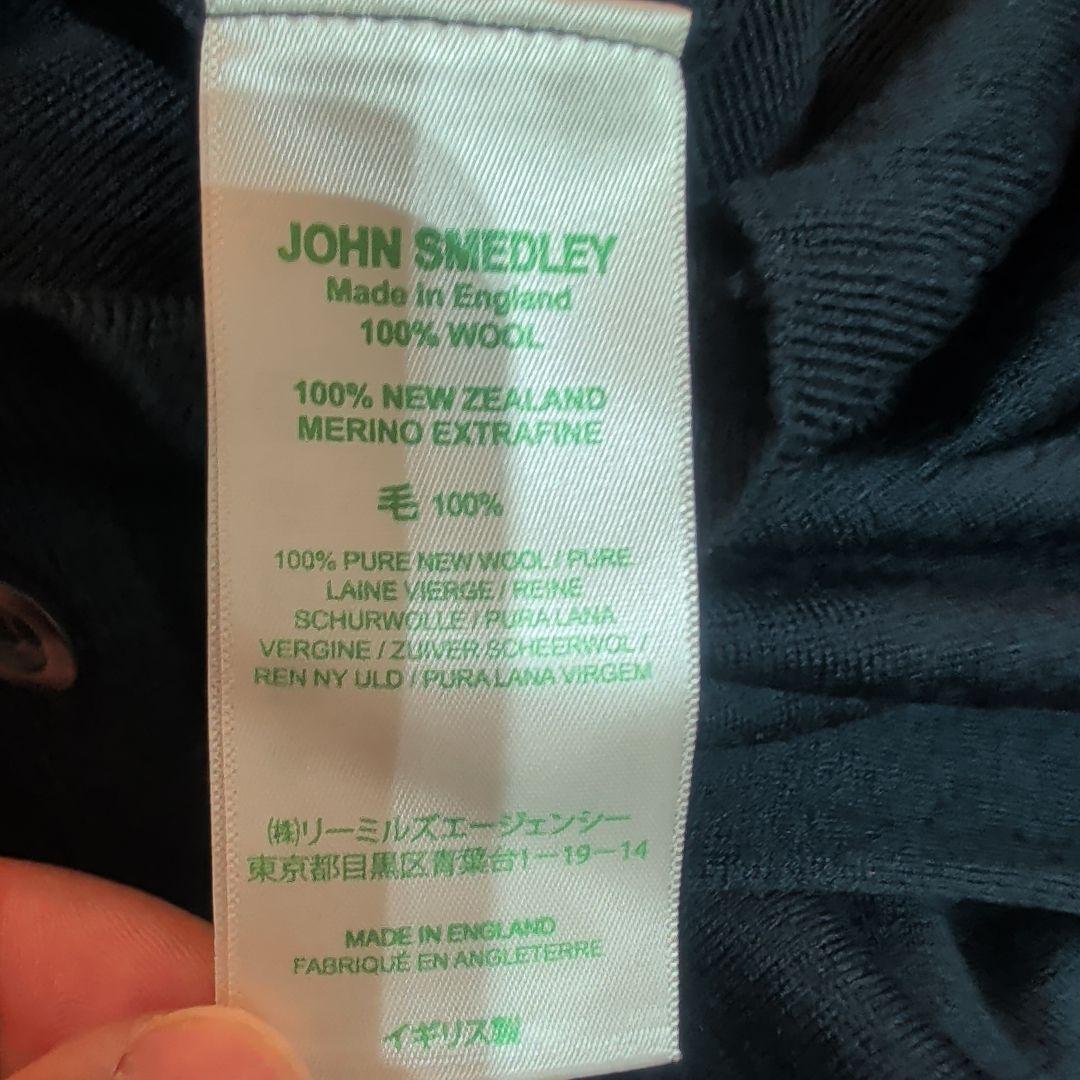 JOHN SMEDLEY
Made in England
100% WOOL
100% NEW ZEALAND
MERINO EXTRAFINE
毛 100%
100% PURE NEW WOOL / PURE
LAINE VIERGE / REINE
SCHURWOLLE / PURA LANA
VERGINE / ZUIVER SCHEERWOL /
REN NY ULD / PURA LANA VIRGEM
(株)リーミルズエージェンシー
東京都目黒区青葉台1－19－14
MADE IN ENGLAND
FABRIQUÉ EN ANGLETERRE
イギリス製